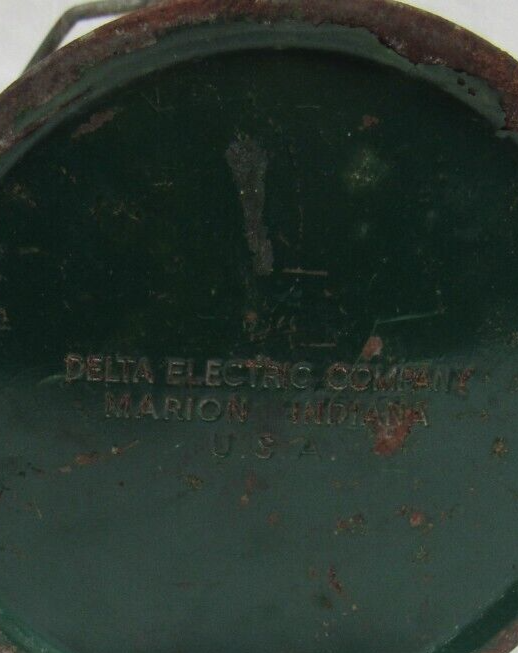 DELTA ELECTRIC COMPANY
MARION INDIANA
U.S.A.